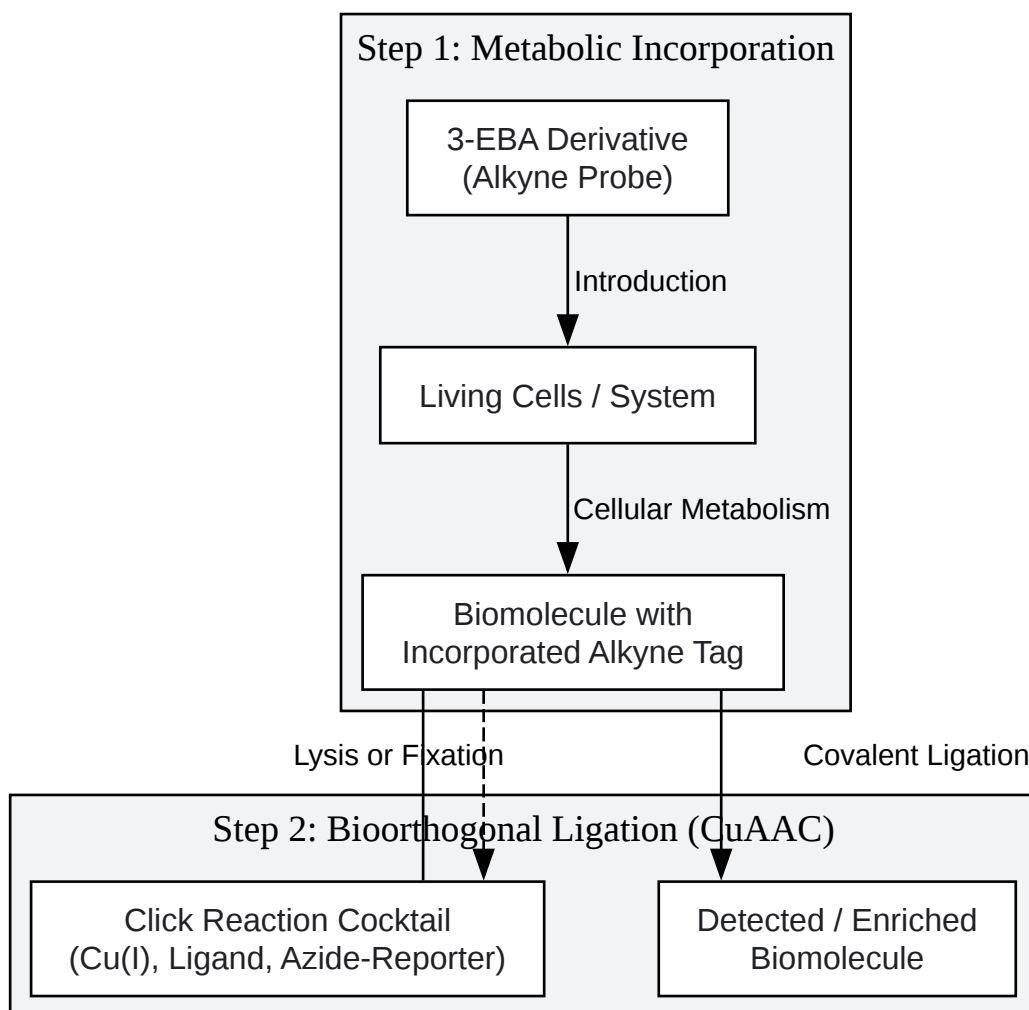 Step 1: Metabolic Incorporation
3-EBA Derivative
(Alkyne Probe)
Introduction
Living Cells / System
Cellular Metabolism
Biomolecule with
Incorporated Alkyne Tag
Lysis or Fixation
Covalent Ligation
Step 2: Bioorthogonal Ligation (CuAAC)
Click Reaction Cocktail
(Cu(I), Ligand, Azide-Reporter)
Detected / Enriched
Biomolecule